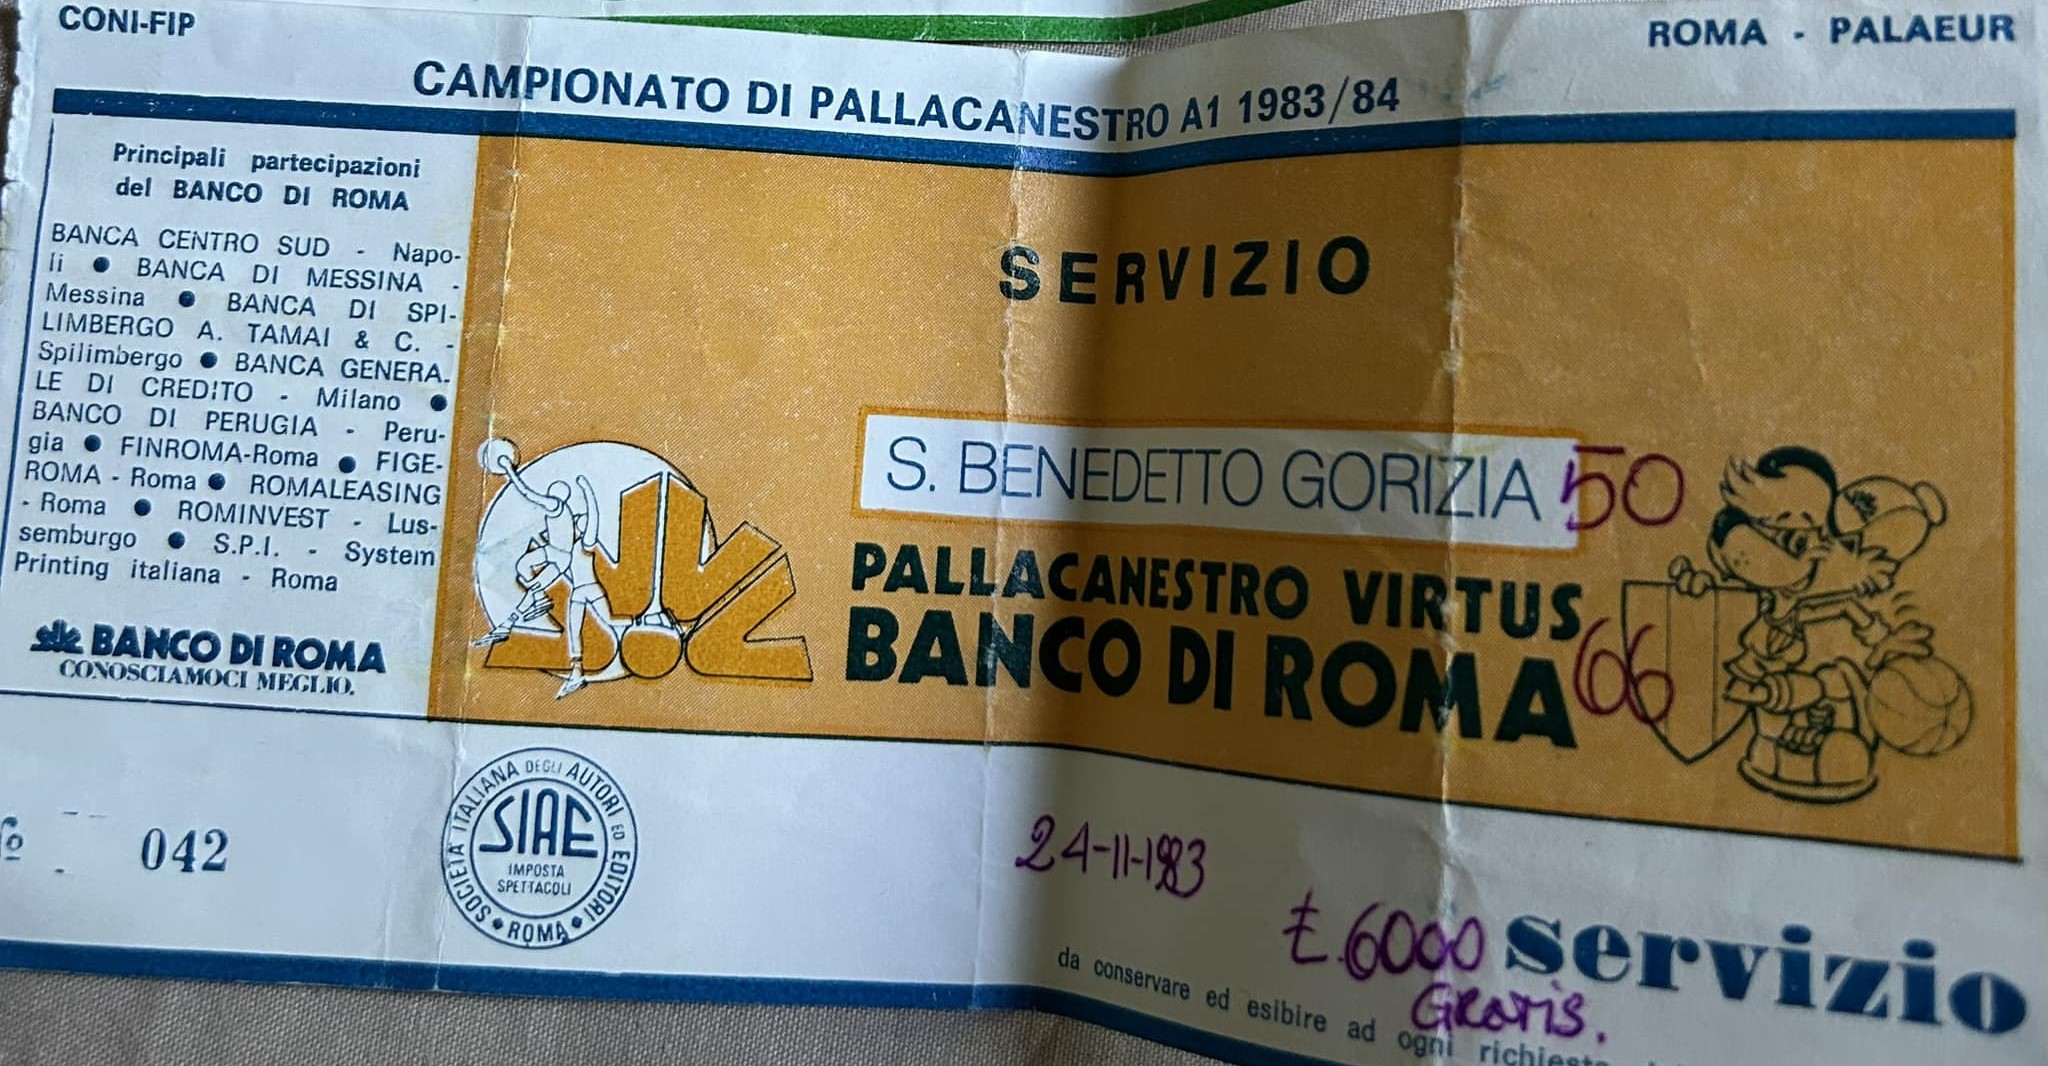 CONI-FIP
ROMA - PALAEUR
CAMPIONATO DI PALLACANESTRO A1 1983/84
Principali partecipazioni
del BANCO DI ROMA
BANCA CENTRO SUD - Napo-
li ● BANCA DI MESSINA -
Messina ● BANCA DI SPI-
LIMBERGO A. TAMAI & C. -
Spilimbergo ● BANCA GENERA-
LE DI CREDITO - Milano ●
BANCO DI PERUGIA - Peru-
gia ● FINROMA-Roma ● FIGE-
ROMA - Roma ● ROMALEASING
- Roma ● ROMINVEST - Lus-
semburgo ● S.P.I. - System
Printing italiana - Roma
BANCO DI ROMA
CONOSCIAMOCI MEGLIO.
SERVIZIO
S. BENEDETTO GORIZIA 50
PALLACANESTRO VIRTUS
BANCO DI ROMA 66
042
SOCIETÀ ITALIANA DEGLI AUTORI ED EDITORI
SIAE
IMPOSTA
SPETTACOLI
ROMA
24-11-1983
£.6000
GRATIS.
servizio
da conservare ed esibire ad ogni